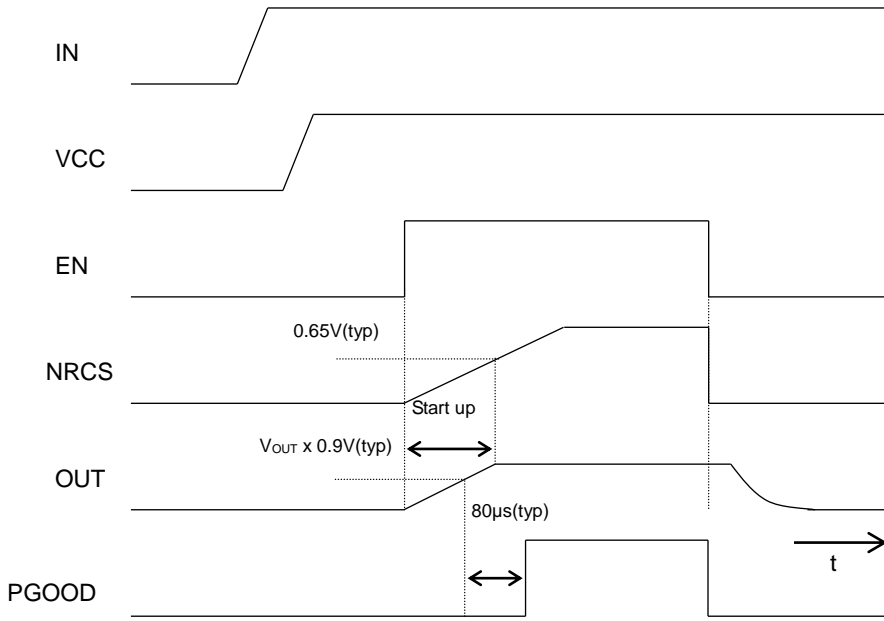 IN
VCC
EN
0.65V(typ)
NRCS
Start up
VOUT x 0.9V(typ)
OUT
80µs(typ)
t
PGOOD